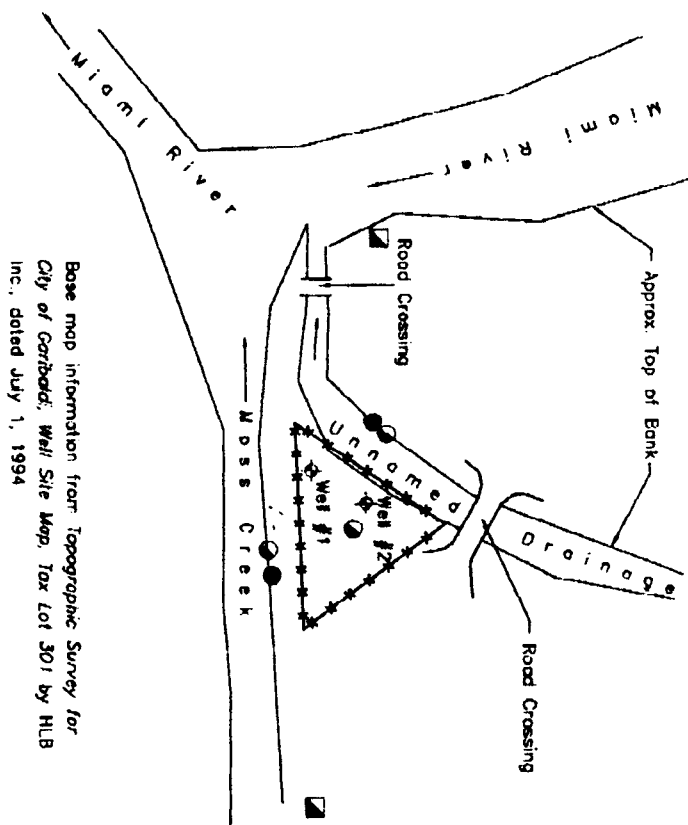 Miami River
Miami River
Approx. Top of Bank
Road Crossing
Unnamed
Drainage
Road Crossing
Well #2
Well #1
Moss Creek
Base map information from Topographic Survey for
City of Garibaldi, Well Site Map, Tax Lot 301 by HLB
Inc., dated July 1, 1994